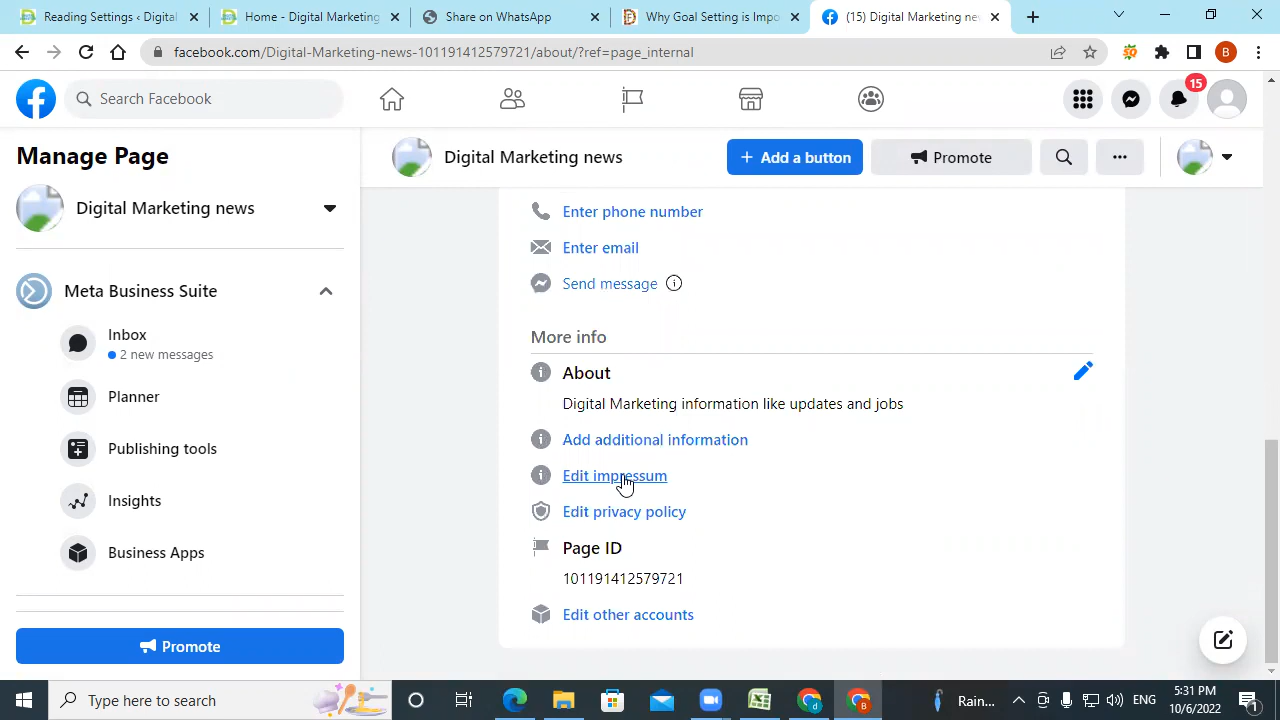 Reading Settings ‹ Digital
Home - Digital Marketing
Share on WhatsApp
Why Goal Setting is Impo
(15) Digital Marketing ne
facebook.com/Digital-Marketing-news-101191412579721/about/?ref=page_internal
B
Search Facebook
15
Manage Page
Digital Marketing news
Add a button
Promote
Digital Marketing news
Meta Business Suite
Inbox
2 new messages
Planner
Publishing tools
Insights
Business Apps
Promote
Enter phone number
Enter email
Send message
More info
About
Digital Marketing information like updates and jobs
Add additional information
Edit impressum
Edit privacy policy
Page ID
101191412579721
Edit other accounts
Type here to search
d
B
Rain...
ENG
5:31 PM
10/6/2022
1